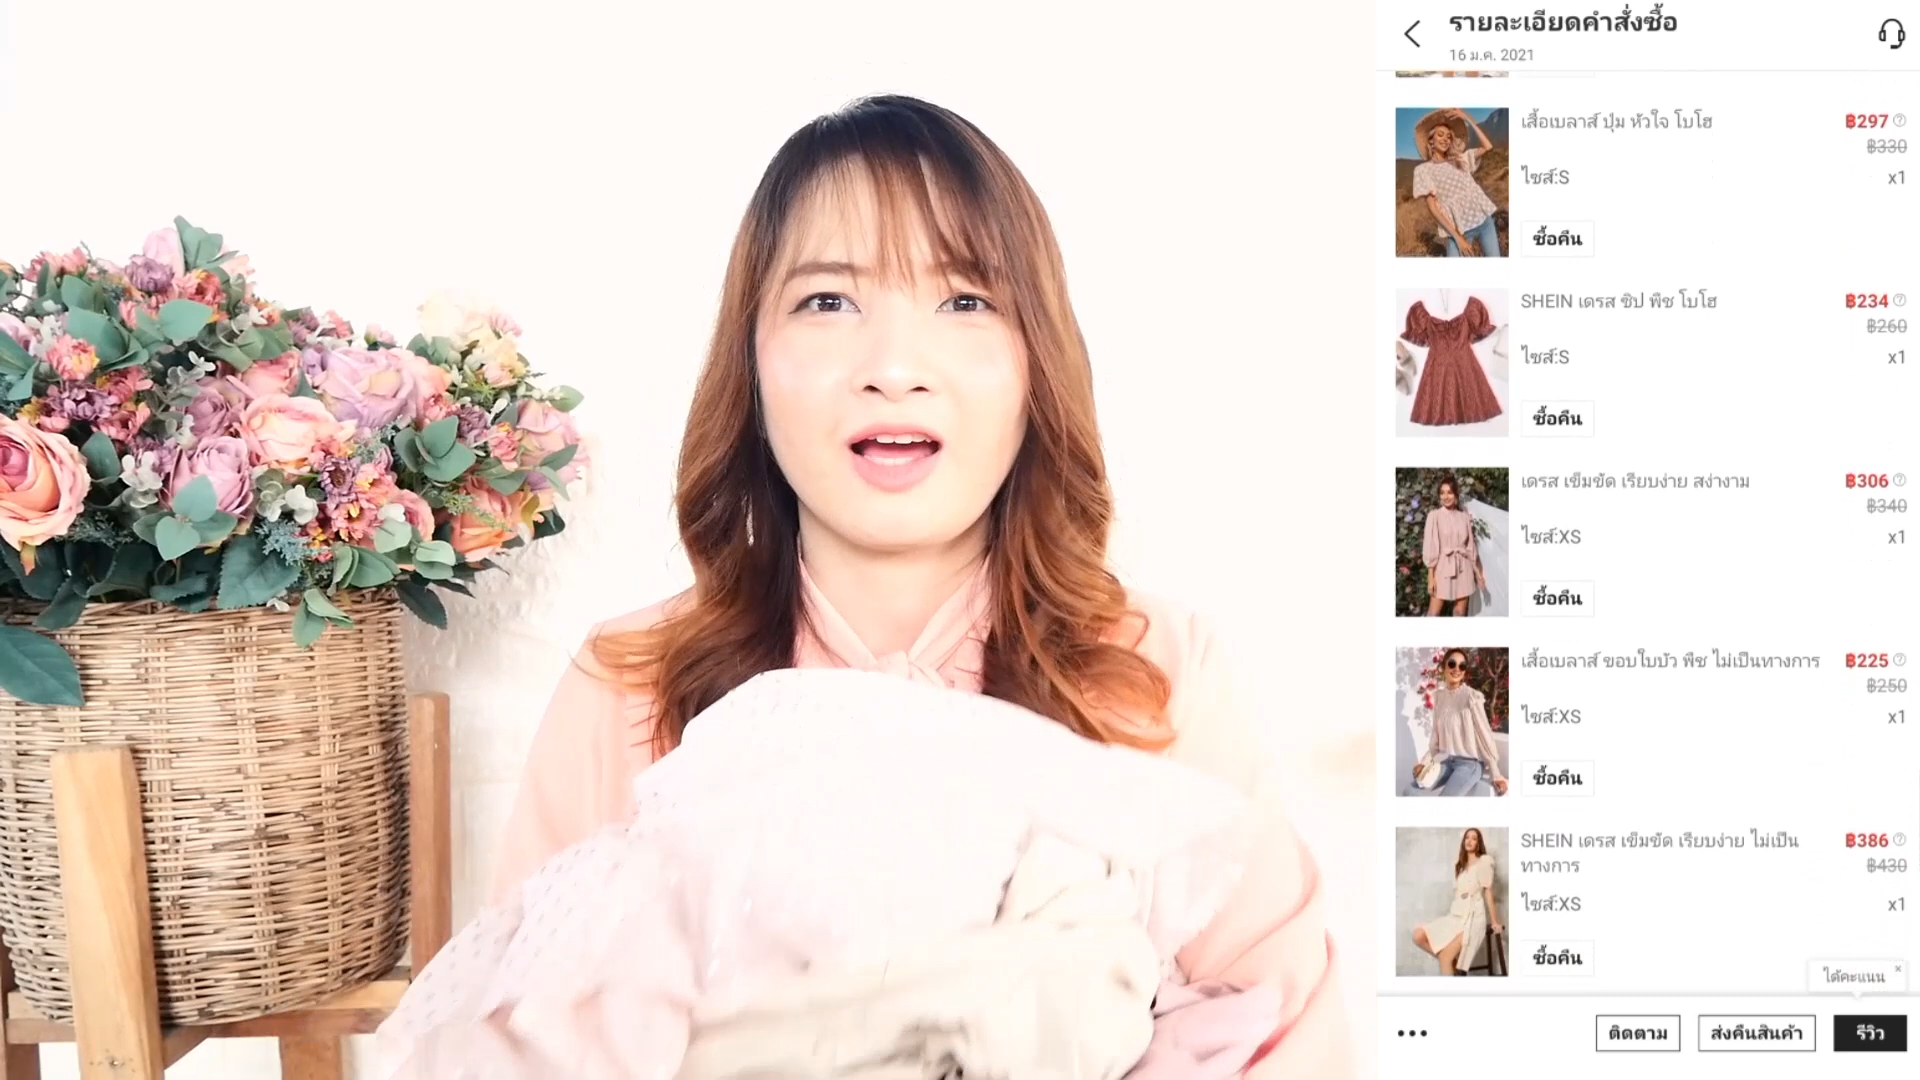 รายละเอียดคำสั่งซื้อ
16 ม.ค. 2021
เสื้อเบลาส์ ปุ่ม หัวใจ โบโฮ ฿297
฿330
ไซส์:S x1
ซื้อคืน
SHEIN เดรส ซิป พืช โบโฮ ฿234
฿260
ไซส์:S x1
ซื้อคืน
เดรส เข็มขัด เรียบง่าย สง่างาม ฿306
฿340
ไซส์:XS x1
ซื้อคืน
เสื้อเบลาส์ ขอบใบบัว พืช ไม่เป็นทางการ ฿225
฿250
ไซส์:XS x1
ซื้อคืน
SHEIN เดรส เข็มขัด เรียบง่าย ไม่เป็น ฿386
ทางการ ฿430
ไซส์:XS x1
ซื้อคืน
ได้คะแนน ×
ติดตาม ส่งคืนสินค้า รีวิว